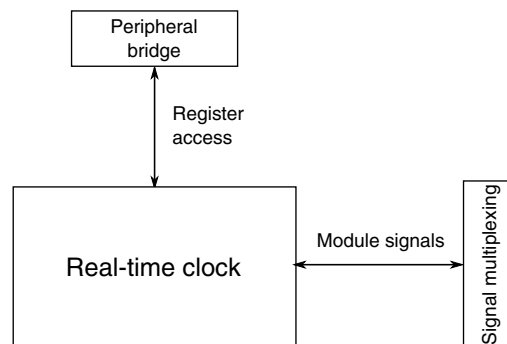 Peripheral
bridge
Register
access
Real-time clock
Module signals
Signal multiplexing